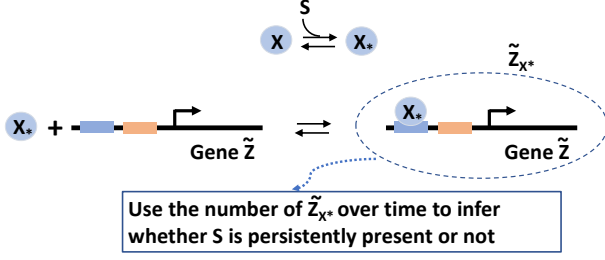 S
X X*
Z̃X*
X* + X*
Gene Z̃ Gene Z̃
Use the number of Z̃X* over time to infer
whether S is persistently present or not